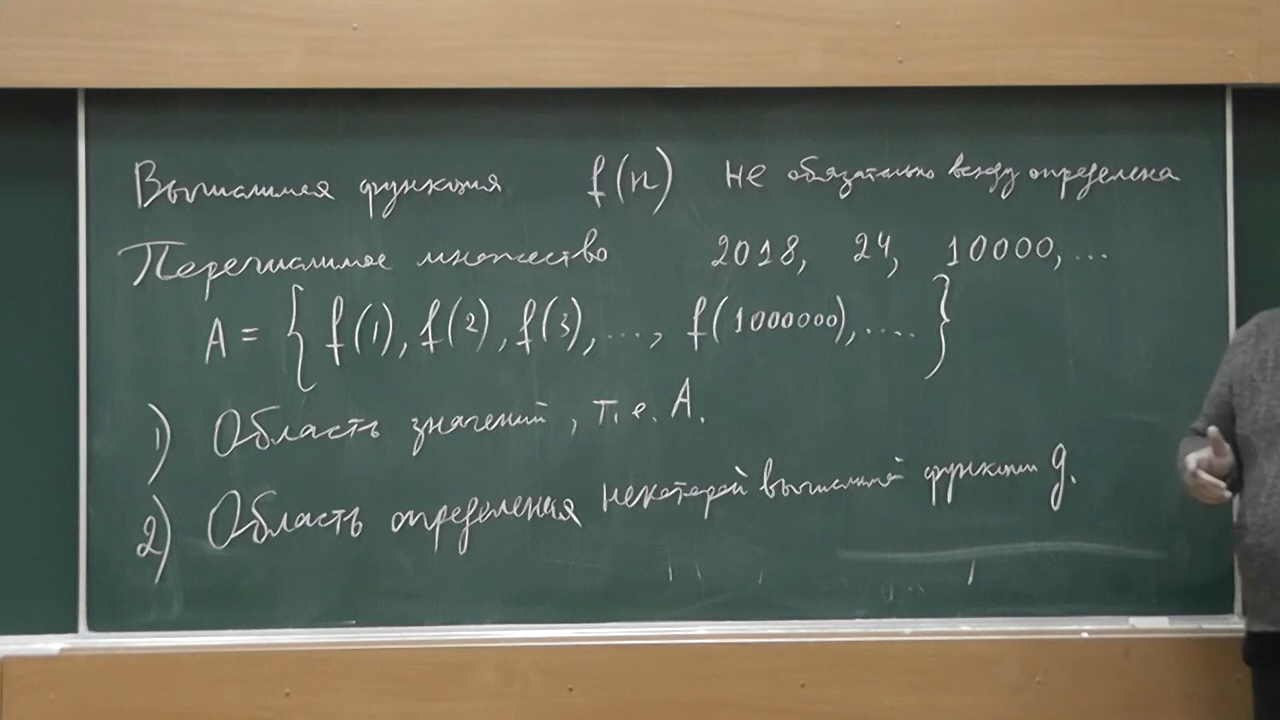 Вычислимая функция f(n) не обязательно всюду определена
Перечислимое множество 2018, 24, 10000, ...
A = { f(1), f(2), f(3), ..., f(1000000), .... }
1) Область значений, т.е. A.
2) Область определения некоторой вычислимой функции g.